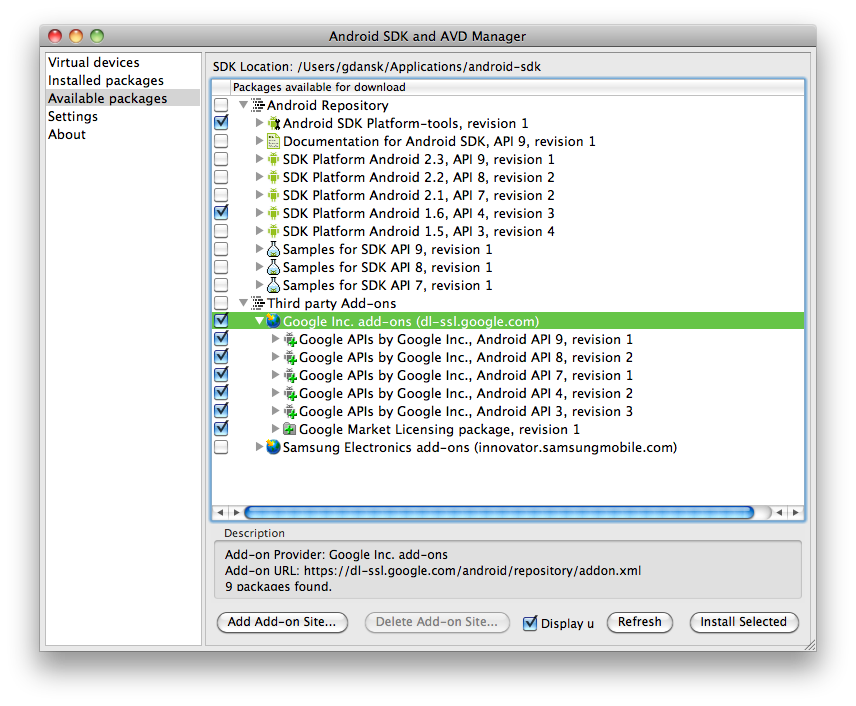 Android SDK and AVD Manager
Virtual devices
Installed packages
Available packages
Settings
About
SDK Location: /Users/gdansk/Applications/android-sdk
Packages available for download
Android Repository
Android SDK Platform-tools, revision 1
Documentation for Android SDK, API 9, revision 1
SDK Platform Android 2.3, API 9, revision 1
SDK Platform Android 2.2, API 8, revision 2
SDK Platform Android 2.1, API 7, revision 2
SDK Platform Android 1.6, API 4, revision 3
SDK Platform Android 1.5, API 3, revision 4
Samples for SDK API 9, revision 1
Samples for SDK API 8, revision 1
Samples for SDK API 7, revision 1
Third party Add-ons
Google Inc. add-ons (dl-ssl.google.com)
Google APIs by Google Inc., Android API 9, revision 1
Google APIs by Google Inc., Android API 8, revision 2
Google APIs by Google Inc., Android API 7, revision 1
Google APIs by Google Inc., Android API 4, revision 2
Google APIs by Google Inc., Android API 3, revision 3
Google Market Licensing package, revision 1
Samsung Electronics add-ons (innovator.samsungmobile.com)
Description
Add-on Provider: Google Inc. add-ons
Add-on URL: https://dl-ssl.google.com/android/repository/addon.xml
9 packages found.
Add Add-on Site...
Delete Add-on Site...
Display u
Refresh
Install Selected